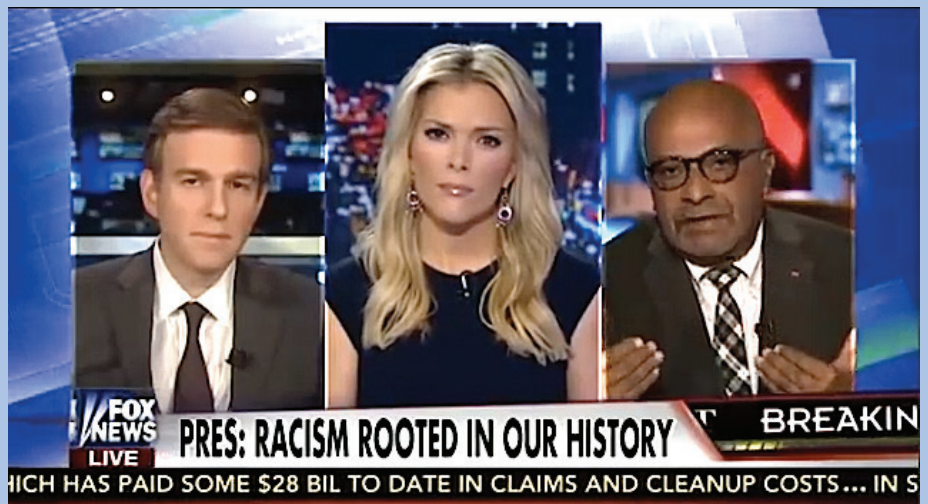 FOX
NEWS
LIVE
PRES: RACISM ROOTED IN OUR HISTORY
T BREAKIN
HICH HAS PAID SOME $28 BIL TO DATE IN CLAIMS AND CLEANUP COSTS... IN S